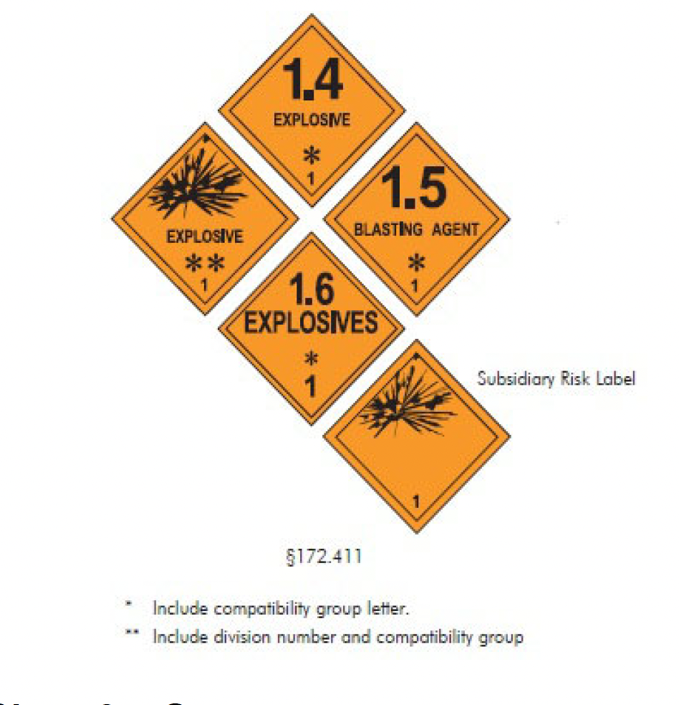 1.4
EXPLOSIVE
*
1
EXPLOSIVE
**
1
1.5
BLASTING AGENT
*
1
1.6
EXPLOSIVES
*
1
Subsidiary Risk Label
1
§172.411
* Include compatibility group letter.
** Include division number and compatibility group